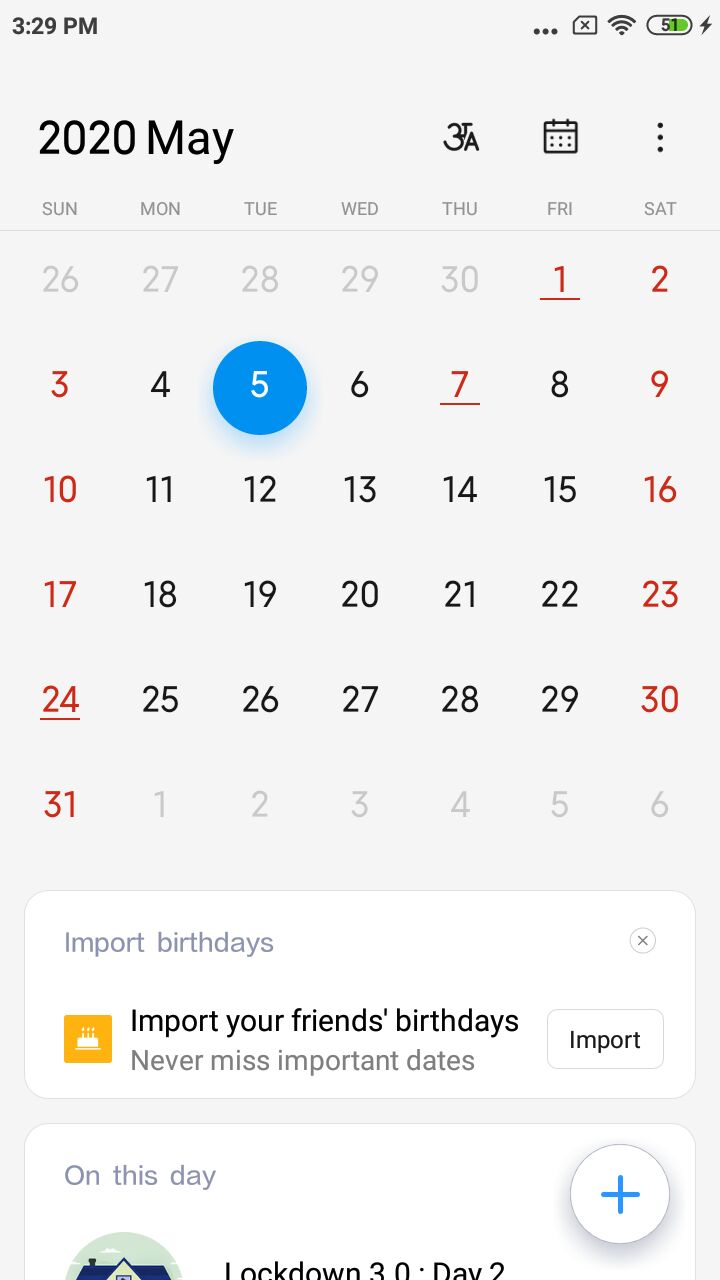 3:29 PM
51
2020 May
अA
SUN MON TUE WED THU FRI SAT
26 27 28 29 30 1 2
3 4 5 6 7 8 9
10 11 12 13 14 15 16
17 18 19 20 21 22 23
24 25 26 27 28 29 30
31 1 2 3 4 5 6
Import birthdays
Import your friends' birthdays
Never miss important dates
Import
On this day
Lockdown 3.0 : Day 2